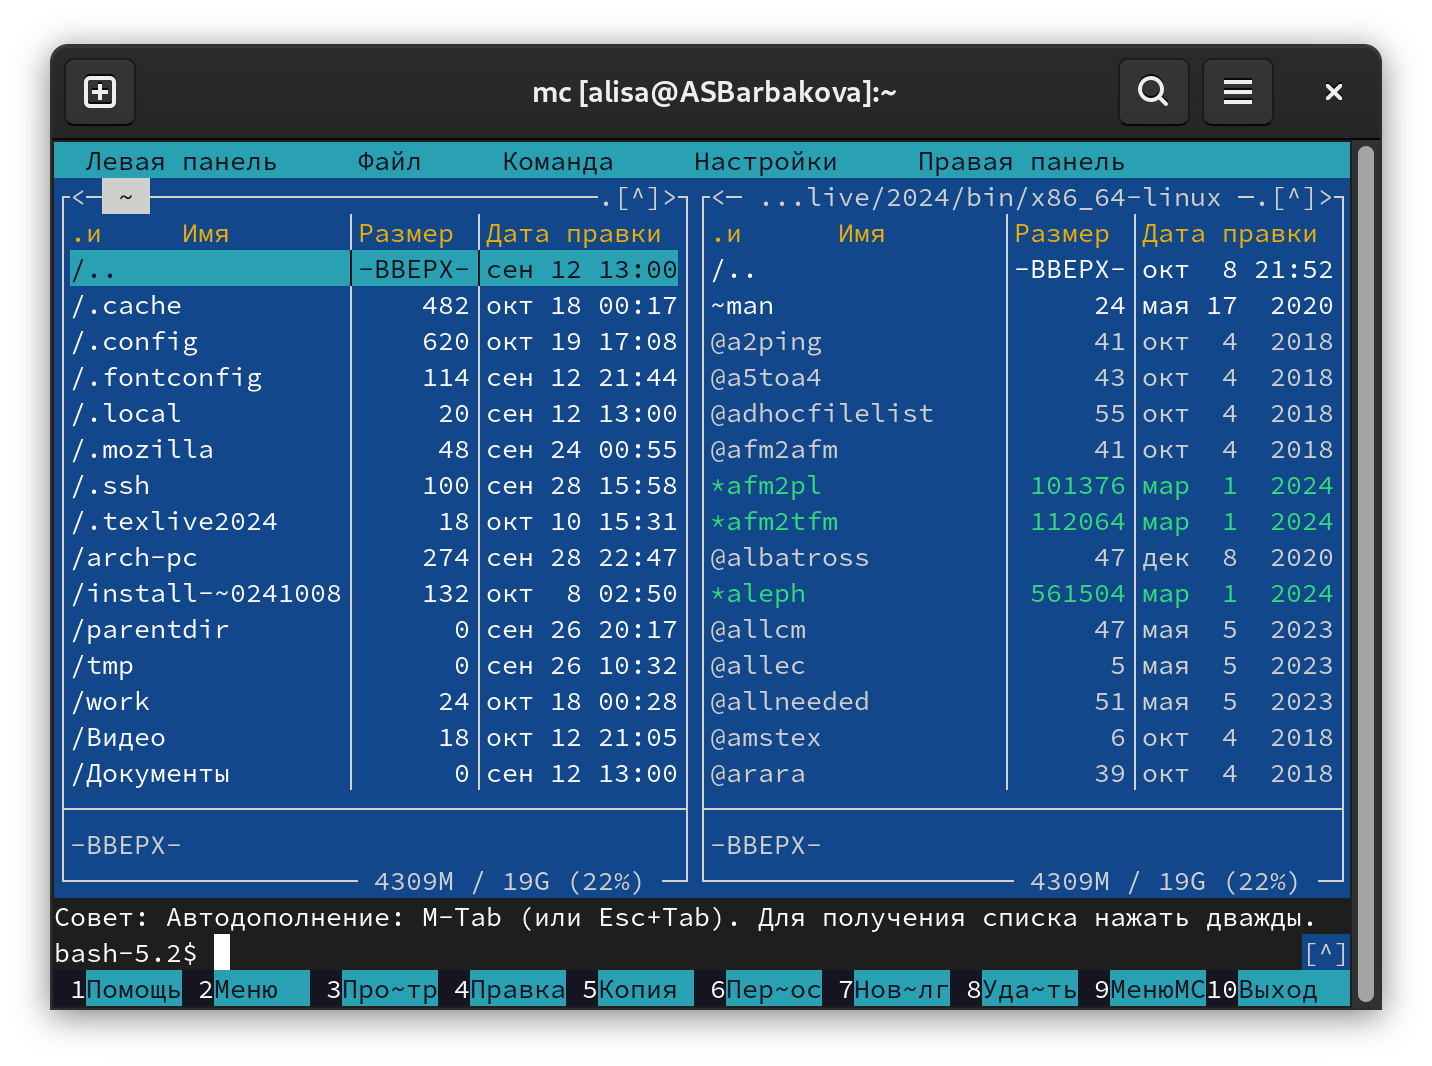 mc [alisa@ASBarbakova]:~
Левая панель Файл Команда Настройки Правая панель
<─ ~ .[^]> <─ ...live/2024/bin/x86_64-linux ─.[^]>
.и Имя Размер Дата правки .и Имя Размер Дата правки
/.. -ВВЕРХ- сен 12 13:00 /.. -ВВЕРХ- окт 8 21:52
/.cache 482 окт 18 00:17 ~man 24 мая 17 2020
/.config 620 окт 19 17:08 @a2ping 41 окт 4 2018
/.fontconfig 114 сен 12 21:44 @a5toa4 43 окт 4 2018
/.local 20 сен 12 13:00 @adhocfilelist 55 окт 4 2018
/.mozilla 48 сен 24 00:55 @afm2afm 41 окт 4 2018
/.ssh 100 сен 28 15:58 *afm2pl 101376 мар 1 2024
/.texlive2024 18 окт 10 15:31 *afm2tfm 112064 мар 1 2024
/arch-pc 274 сен 28 22:47 @albatross 47 дек 8 2020
/install-~0241008 132 окт 8 02:50 *aleph 561504 мар 1 2024
/parentdir 0 сен 26 20:17 @allcm 47 мая 5 2023
/tmp 0 сен 26 10:32 @allec 5 мая 5 2023
/work 24 окт 18 00:28 @allneeded 51 мая 5 2023
/Видео 18 окт 12 21:05 @amstex 6 окт 4 2018
/Документы 0 сен 12 13:00 @arara 39 окт 4 2018
-ВВЕРХ- -ВВЕРХ-
4309M / 19G (22%) 4309M / 19G (22%)
Совет: Автодополнение: M-Tab (или Esc+Tab). Для получения списка нажать дважды.
bash-5.2$ [^]
1Помощь 2Меню 3Про~тр 4Правка 5Копия 6Пер~ос 7Нов~лг 8Уда~ть 9МенюMC 10Выход